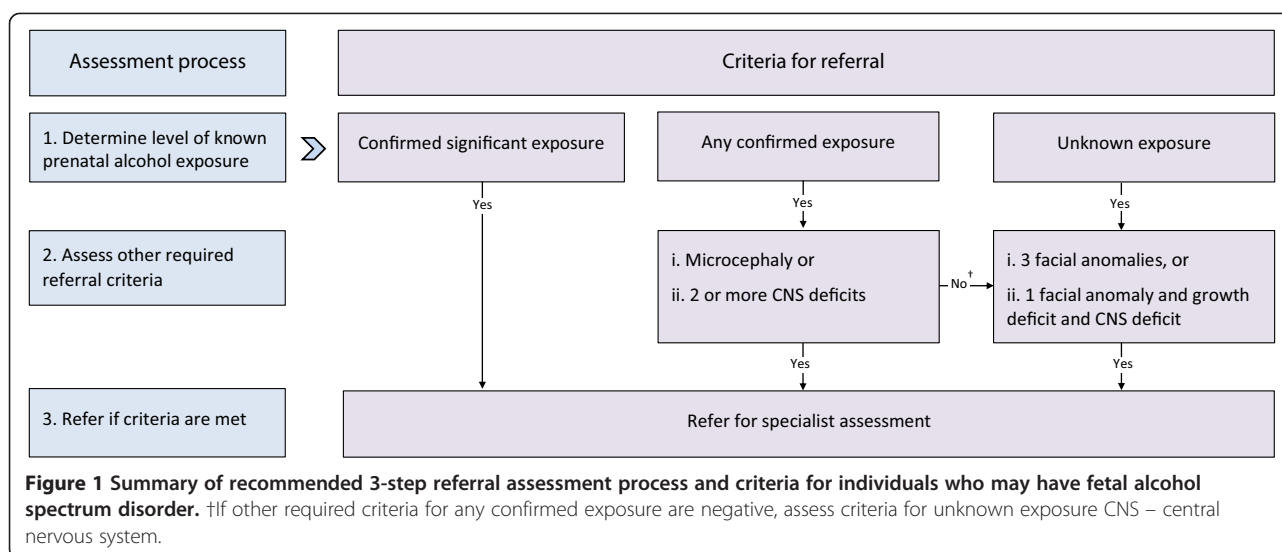 Assessment process
Criteria for referral
1. Determine level of known
prenatal alcohol exposure
Confirmed significant exposure
Any confirmed exposure
Unknown exposure
Yes
Yes
Yes
2. Assess other required
referral criteria
i. Microcephaly or
ii. 2 or more CNS deficits
No†
i. 3 facial anomalies, or
ii. 1 facial anomaly and growth
deficit and CNS deficit
Yes
Yes
3. Refer if criteria are met
Refer for specialist assessment
Figure 1 Summary of recommended 3-step referral assessment process and criteria for individuals who may have fetal alcohol
spectrum disorder. †If other required criteria for any confirmed exposure are negative, assess criteria for unknown exposure CNS – central
nervous system.